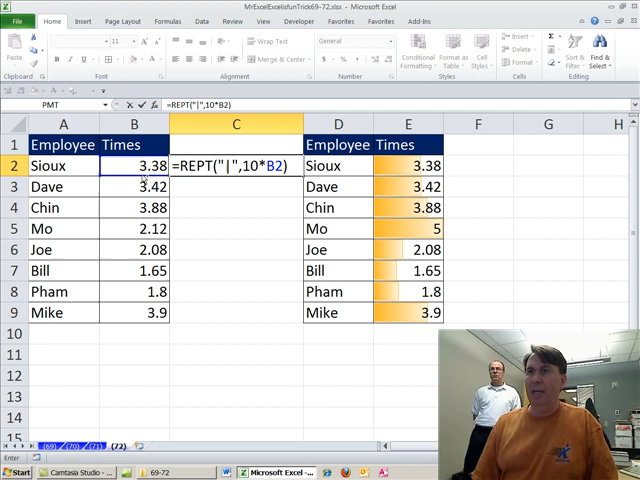 MrExcelExcelisfunTrick69-72.xlsx - Microsoft Excel
File Home Insert Page Layout Formulas Data Review View Developer Favorites Add-Ins
Paste
11
Wrap Text
Merge & Center
Conditional Formatting
Format as Table
Cell Styles
Insert
Delete
Format
Sort & Filter
Find & Select
Clipboard Font Alignment Number Styles Cells Editing
PMT =REPT("|",10*B2)
A B C D E F G H
1 Employee Times Employee Times
2 Sioux 3.38 =REPT("|",10*B2) Sioux 3.38
3 Dave 3.42 Dave 3.42
4 Chin 3.88 Chin 3.88
5 Mo 2.12 Mo 5
6 Joe 2.08 Joe 2.08
7 Bill 1.65 Bill 1.65
8 Pham 1.8 Pham 1.8
9 Mike 3.9 Mike 3.9
10
11
12
13
14
15
(69) (70) (71) (72)
Enter
Start Camtasia Studio - ... 69-72 Microsoft Excel